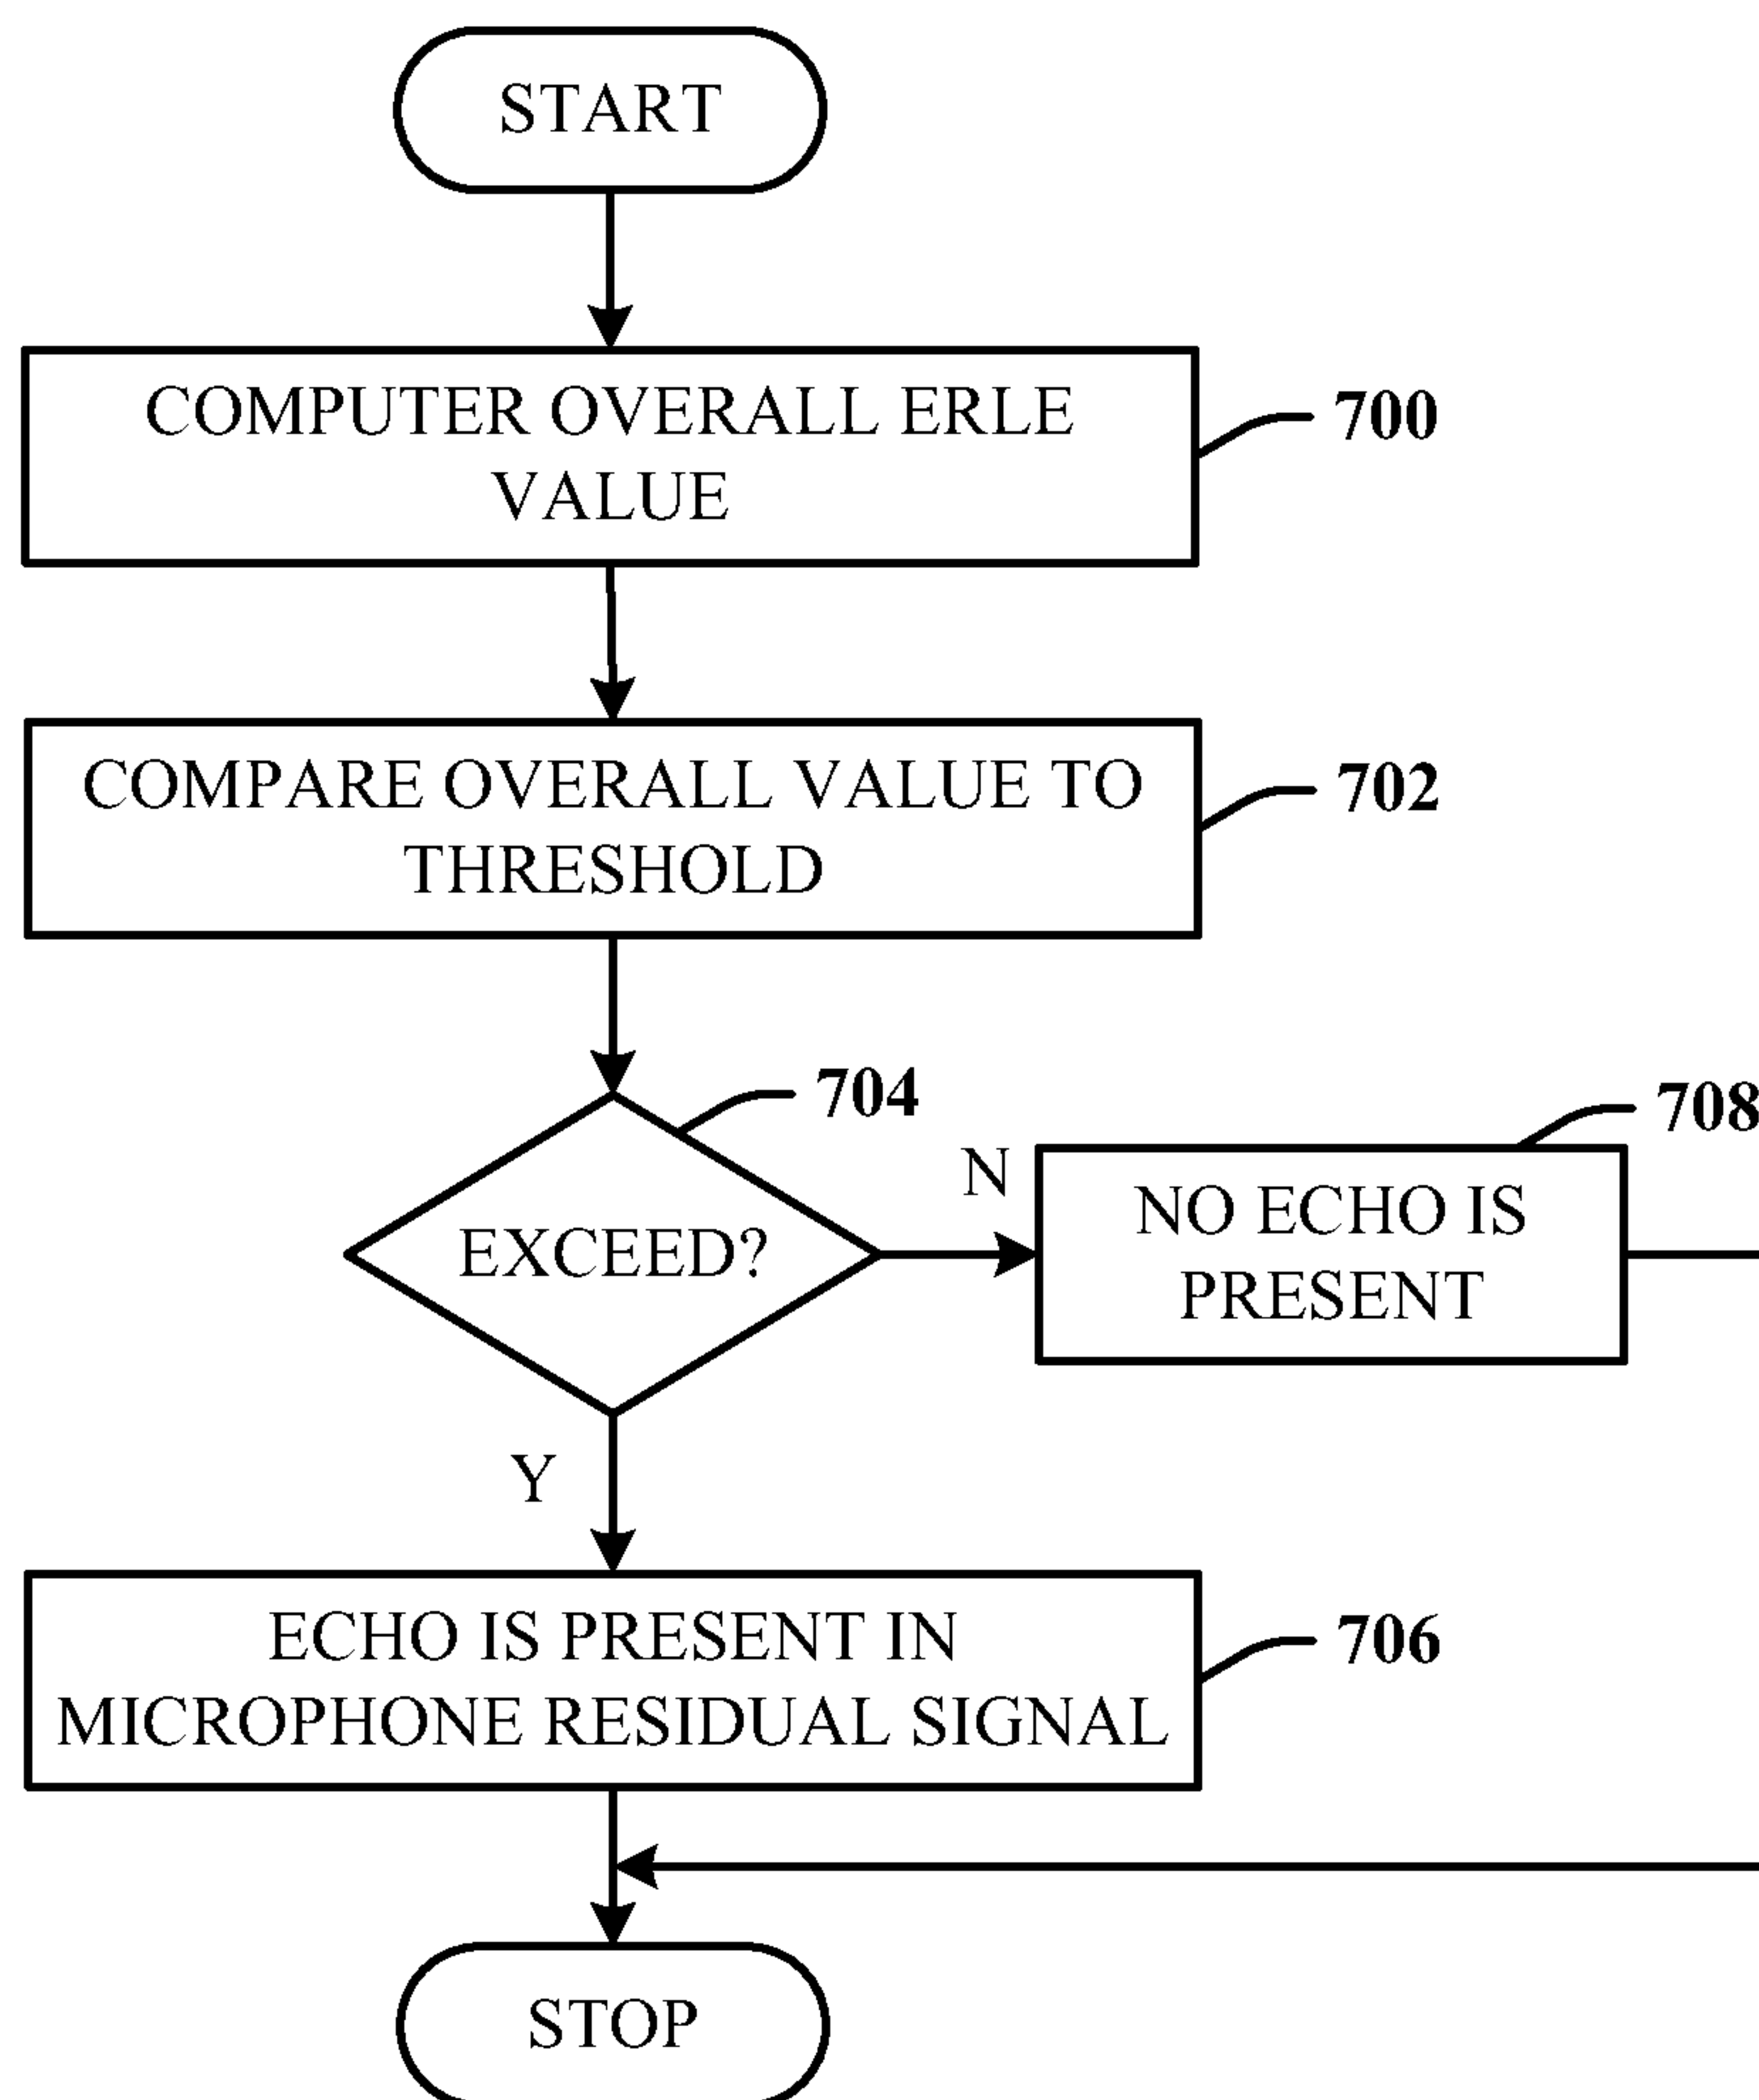 START
COMPUTER OVERALL ERLE
VALUE
700
COMPARE OVERALL VALUE TO
THRESHOLD
702
704
EXCEED?
N
708
NO ECHO IS
PRESENT
Y
ECHO IS PRESENT IN
MICROPHONE RESIDUAL SIGNAL
706
STOP